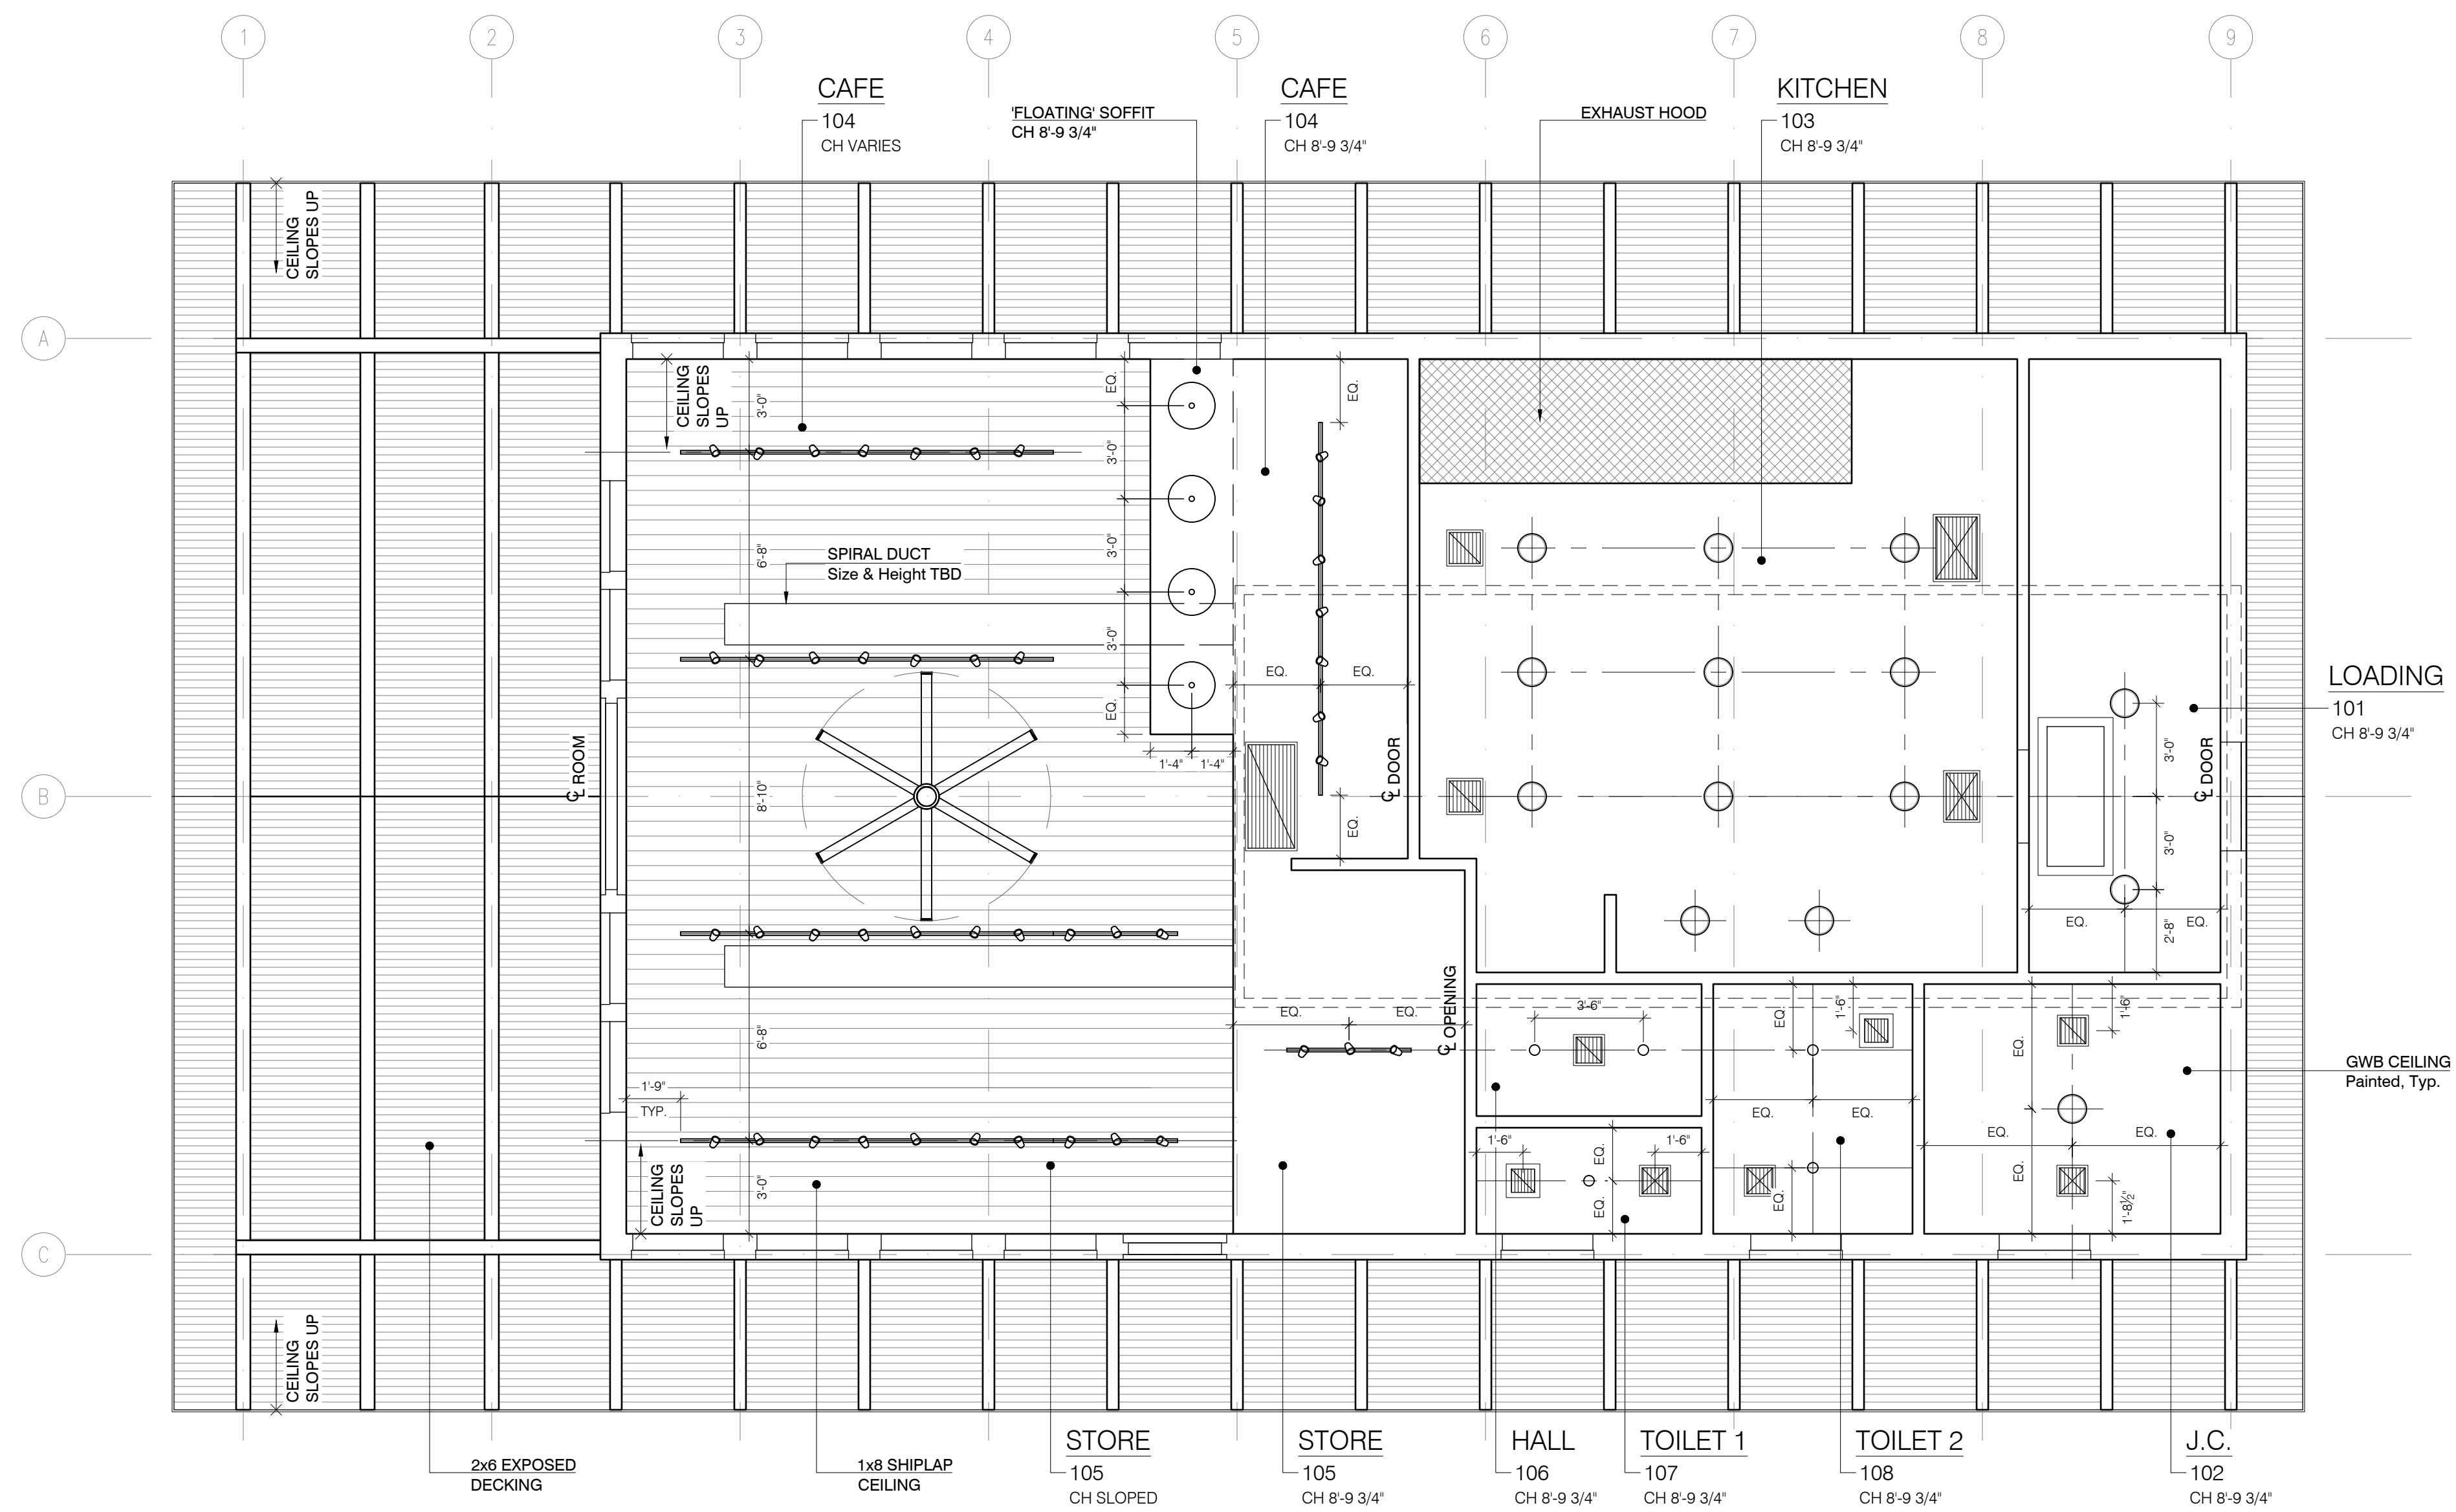 1
2
3
4
5
6
7
8
9
CAFE
104
CH VARIES
'FLOATING' SOFFIT
CH 8'-9 3/4"
CAFE
104
CH 8'-9 3/4"
EXHAUST HOOD
KITCHEN
103
CH 8'-9 3/4"
CEILING
SLOPES UP
A
CEILING
SLOPES
UP
3'-0"
EQ.
EQ.
3'-0"
SPIRAL DUCT
Size & Height TBD
6'-8"
3'-0"
3'-0"
EQ.
EQ.
EQ.
LOADING
101
CH 8'-9 3/4"
CL ROOM
1'-4"
1'-4"
CL DOOR
3'-0"
CL DOOR
B
8'-10"
EQ.
3'-0"
EQ.
EQ.
2'-8"
CL OPENING
EQ.
EQ.
3'-6"
EQ.
1'-6"
1'-6"
6'-8"
EQ.
GWB CEILING
Painted, Typ.
1'-9"
TYP.
EQ.
EQ.
1'-6"
EQ.
1'-6"
EQ.
EQ.
CEILING
SLOPES
UP
3'-0"
EQ.
EQ.
EQ.
1'-8½"
C
CEILING
SLOPES UP
2x6 EXPOSED
DECKING
1x8 SHIPLAP
CEILING
STORE
105
CH SLOPED
STORE
105
CH 8'-9 3/4"
HALL
106
CH 8'-9 3/4"
TOILET 1
107
CH 8'-9 3/4"
TOILET 2
108
CH 8'-9 3/4"
J.C.
102
CH 8'-9 3/4"